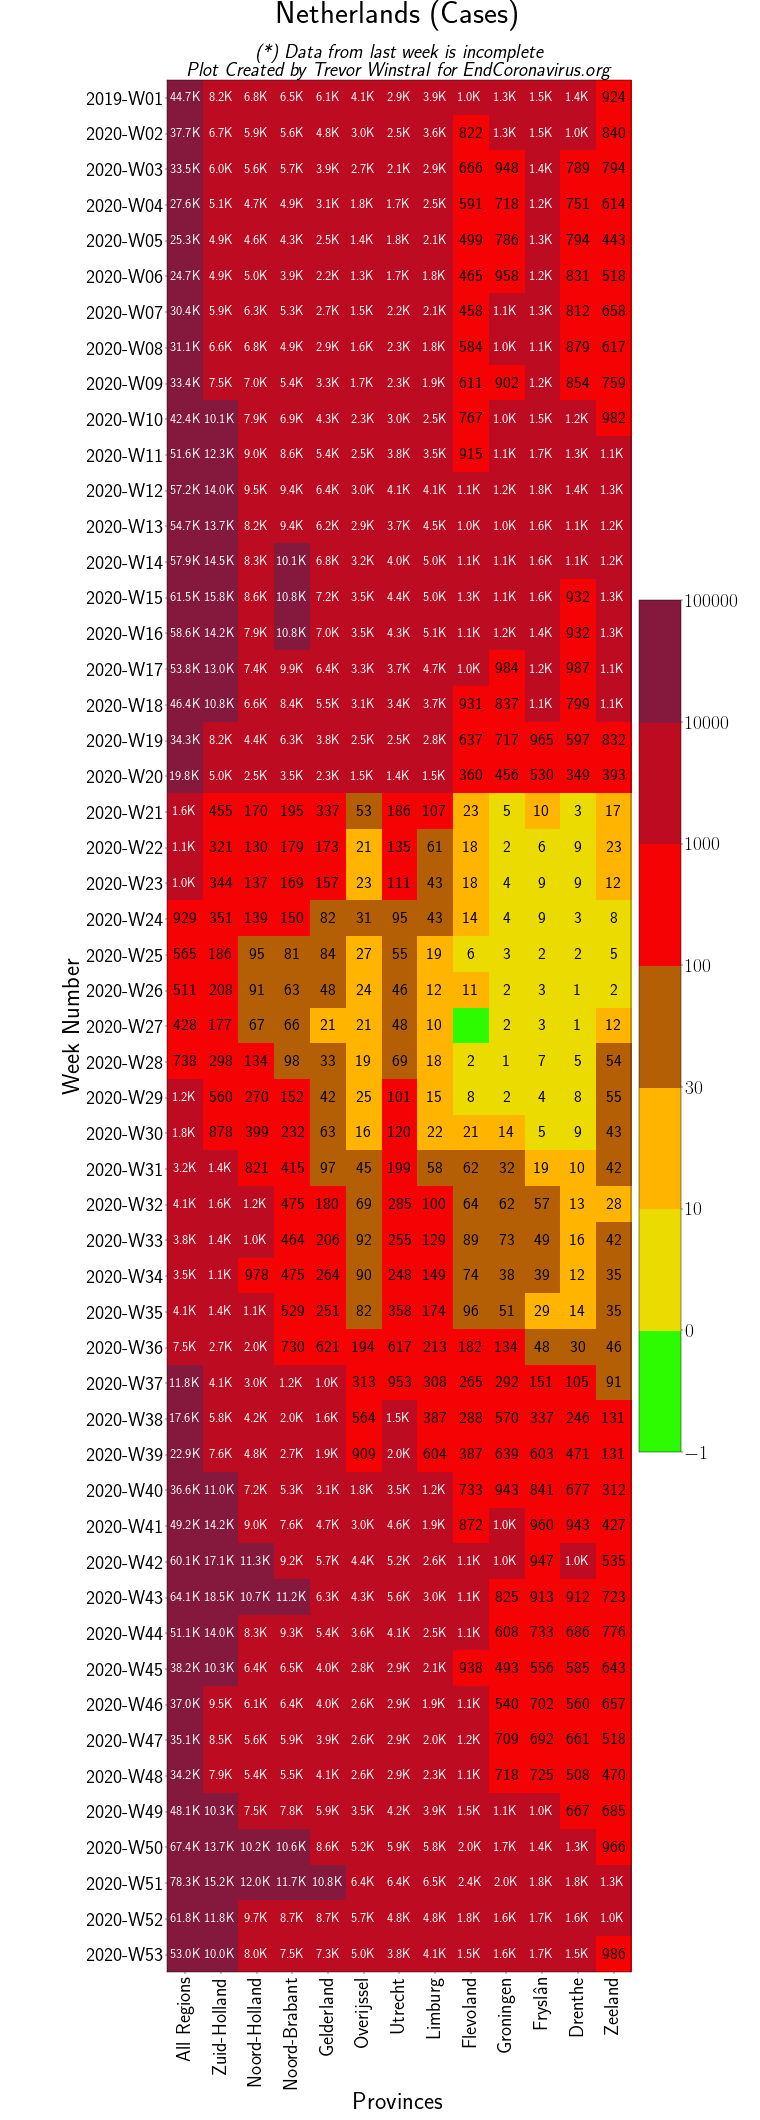 Netherlands (Cases)
(*) Data from last week is incomplete
Plot Created by Trevor Winstral for EndCoronavirus.org
2019-W01 44.7K 8.2K 6.8K 6.5K 6.1K 4.1K 2.9K 3.9K 1.0K 1.3K 1.5K 1.4K 924
2020-W02 37.7K 6.7K 5.9K 5.6K 4.8K 3.0K 2.5K 3.6K 822 1.3K 1.5K 1.0K 840
2020-W03 33.5K 6.0K 5.6K 5.7K 3.9K 2.7K 2.1K 2.9K 666 948 1.4K 789 794
2020-W04 27.6K 5.1K 4.7K 4.9K 3.1K 1.8K 1.7K 2.5K 591 718 1.2K 751 614
2020-W05 25.3K 4.9K 4.6K 4.3K 2.5K 1.4K 1.8K 2.1K 499 786 1.3K 794 443
2020-W06 24.7K 4.9K 5.0K 3.9K 2.2K 1.3K 1.7K 1.8K 465 958 1.2K 831 518
2020-W07 30.4K 5.9K 6.3K 5.3K 2.7K 1.5K 2.2K 2.1K 458 1.1K 1.3K 812 658
2020-W08 31.1K 6.6K 6.8K 4.9K 2.9K 1.6K 2.3K 1.8K 584 1.0K 1.1K 879 617
2020-W09 33.4K 7.5K 7.0K 5.4K 3.3K 1.7K 2.3K 1.9K 611 902 1.2K 854 759
2020-W10 42.4K 10.1K 7.9K 6.9K 4.3K 2.3K 3.0K 2.5K 767 1.0K 1.5K 1.2K 982
2020-W11 51.6K 12.3K 9.0K 8.6K 5.4K 2.5K 3.8K 3.5K 915 1.1K 1.7K 1.3K 1.1K
2020-W12 57.2K 14.0K 9.5K 9.4K 6.4K 3.0K 4.1K 4.1K 1.1K 1.2K 1.8K 1.4K 1.3K
2020-W13 54.7K 13.7K 8.2K 9.4K 6.2K 2.9K 3.7K 4.5K 1.0K 1.0K 1.6K 1.1K 1.2K
2020-W14 57.9K 14.5K 8.3K 10.1K 6.8K 3.2K 4.0K 5.0K 1.1K 1.1K 1.6K 1.1K 1.2K
2020-W15 61.5K 15.8K 8.6K 10.8K 7.2K 3.5K 4.4K 5.0K 1.3K 1.1K 1.6K 932 1.3K
2020-W16 58.6K 14.2K 7.9K 10.8K 7.0K 3.5K 4.3K 5.1K 1.1K 1.2K 1.4K 932 1.3K
2020-W17 53.8K 13.0K 7.4K 9.9K 6.4K 3.3K 3.7K 4.7K 1.0K 984 1.2K 987 1.1K
2020-W18 46.4K 10.8K 6.6K 8.4K 5.5K 3.1K 3.4K 3.7K 931 837 1.1K 799 1.1K
2020-W19 34.3K 8.2K 4.4K 6.3K 3.8K 2.5K 2.5K 2.8K 637 717 965 597 832
2020-W20 19.8K 5.0K 2.5K 3.5K 2.3K 1.5K 1.4K 1.5K 360 456 530 349 393
2020-W21 1.6K 455 170 195 337 53 186 107 23 5 10 3 17
2020-W22 1.1K 321 130 179 173 21 135 61 18 2 6 9 23
2020-W23 1.0K 344 137 169 157 23 111 43 18 4 9 9 12
2020-W24 929 351 139 150 82 31 95 43 14 4 9 3 8
2020-W25 565 186 95 81 84 27 55 19 6 3 2 2 5
2020-W26 511 208 91 63 48 24 46 12 11 2 3 1 2
2020-W27 428 177 67 66 21 21 48 10 2 3 1 12
2020-W28 738 298 134 98 33 19 69 18 2 1 7 5 54
2020-W29 1.2K 560 270 152 42 25 101 15 8 2 4 8 55
2020-W30 1.8K 878 399 232 63 16 120 22 21 14 5 9 43
2020-W31 3.2K 1.4K 821 415 97 45 199 58 62 32 19 10 42
2020-W32 4.1K 1.6K 1.2K 475 180 69 285 100 64 62 57 13 28
2020-W33 3.8K 1.4K 1.0K 464 206 92 255 129 89 73 49 16 42
2020-W34 3.5K 1.1K 978 475 264 90 248 149 74 38 39 12 35
2020-W35 4.1K 1.4K 1.1K 529 251 82 358 174 96 51 29 14 35
2020-W36 7.5K 2.7K 2.0K 730 621 194 617 213 182 134 48 30 46
2020-W37 11.8K 4.1K 3.0K 1.2K 1.0K 313 953 308 265 292 151 105 91
2020-W38 17.6K 5.8K 4.2K 2.0K 1.6K 564 1.5K 387 288 570 337 246 131
2020-W39 22.9K 7.6K 4.8K 2.7K 1.9K 909 2.0K 604 387 639 603 471 131
2020-W40 36.6K 11.0K 7.2K 5.3K 3.1K 1.8K 3.5K 1.2K 733 943 841 677 312
2020-W41 49.2K 14.2K 9.0K 7.6K 4.7K 3.0K 4.6K 1.9K 872 1.0K 960 943 427
2020-W42 60.1K 17.1K 11.3K 9.2K 5.7K 4.4K 5.2K 2.6K 1.1K 1.0K 947 1.0K 535
2020-W43 64.1K 18.5K 10.7K 11.2K 6.3K 4.3K 5.6K 3.0K 1.1K 825 913 912 723
2020-W44 51.1K 14.0K 8.3K 9.3K 5.4K 3.6K 4.1K 2.5K 1.1K 608 733 686 776
2020-W45 38.2K 10.3K 6.4K 6.5K 4.0K 2.8K 2.9K 2.1K 938 493 556 585 643
2020-W46 37.0K 9.5K 6.1K 6.4K 4.0K 2.6K 2.9K 1.9K 1.1K 540 702 560 657
2020-W47 35.1K 8.5K 5.6K 5.9K 3.9K 2.6K 2.9K 2.0K 1.2K 709 692 661 518
2020-W48 34.2K 7.9K 5.4K 5.5K 4.1K 2.6K 2.9K 2.3K 1.1K 718 725 508 470
2020-W49 48.1K 10.3K 7.5K 7.8K 5.9K 3.5K 4.2K 3.9K 1.5K 1.1K 1.0K 667 685
2020-W50 67.4K 13.7K 10.2K 10.6K 8.6K 5.2K 5.9K 5.8K 2.0K 1.7K 1.4K 1.3K 966
2020-W51 78.3K 15.2K 12.0K 11.7K 10.8K 6.4K 6.4K 6.5K 2.4K 2.0K 1.8K 1.8K 1.3K
2020-W52 61.8K 11.8K 9.7K 8.7K 8.7K 5.7K 4.8K 4.8K 1.8K 1.6K 1.7K 1.6K 1.0K
2020-W53 53.0K 10.0K 8.0K 7.5K 7.3K 5.0K 3.8K 4.1K 1.5K 1.6K 1.7K 1.5K 986
Week Number
All Regions
Zuid-Holland
Noord-Holland
Noord-Brabant
Gelderland
Overijssel
Utrecht
Limburg
Flevoland
Groningen
Fryslân
Drenthe
Zeeland
Provinces
100000
10000
1000
100
30
10
0
−1